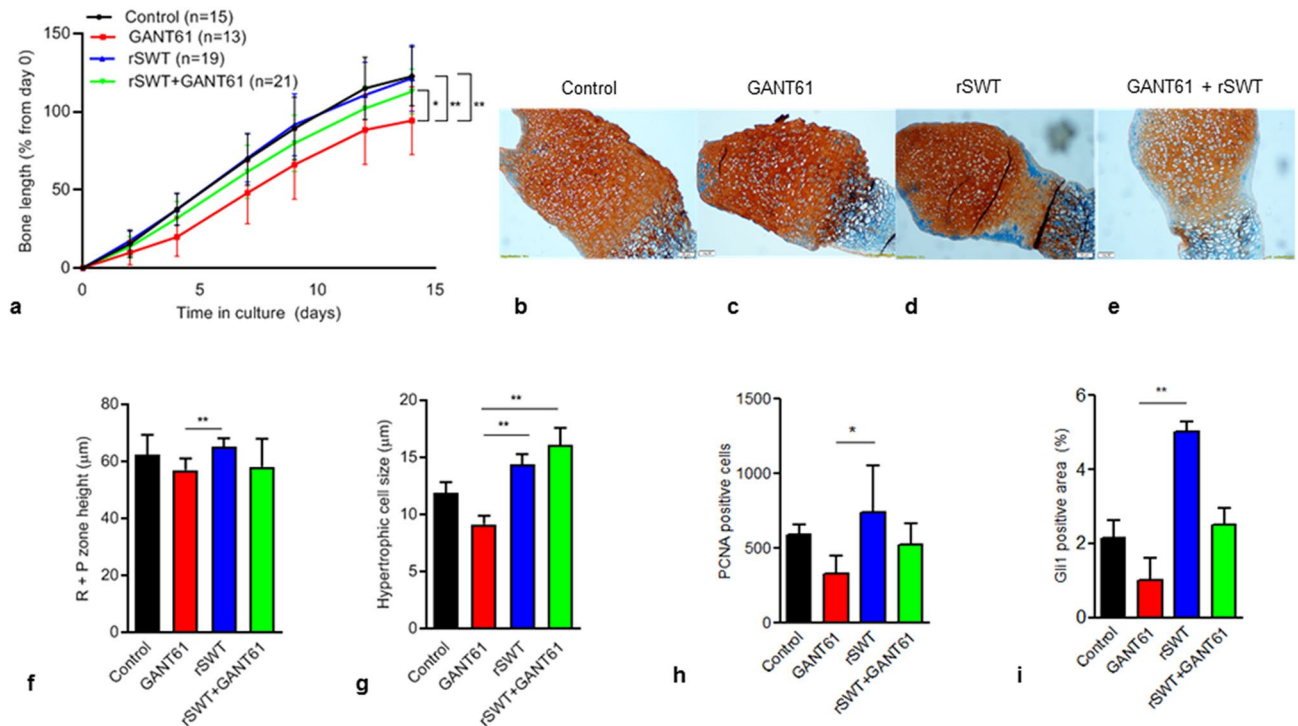 Control (n=15)
GANT61 (n=13)
rSWT (n=19)
rSWT+GANT61 (n=21)
150
100
50
0
Bone length (% from day 0)
0 5 10 15
Time in culture (days)
* ** **
a
Control GANT61 rSWT GANT61 + rSWT
b c d e
80
60
40
20
0
R + P zone height (µm)
**
Control GANT61 rSWT rSWT+GANT61
f
20
15
10
5
0
Hypertrophic cell size (µm)
**
**
Control GANT61 rSWT rSWT+GANT61
g
1500
1000
500
0
PCNA positive cells
*
Control GANT61 rSWT rSWT+GANT61
h
6
4
2
0
Gli1 positive area (%)
**
Control GANT61 rSWT rSWT+GANT61
i